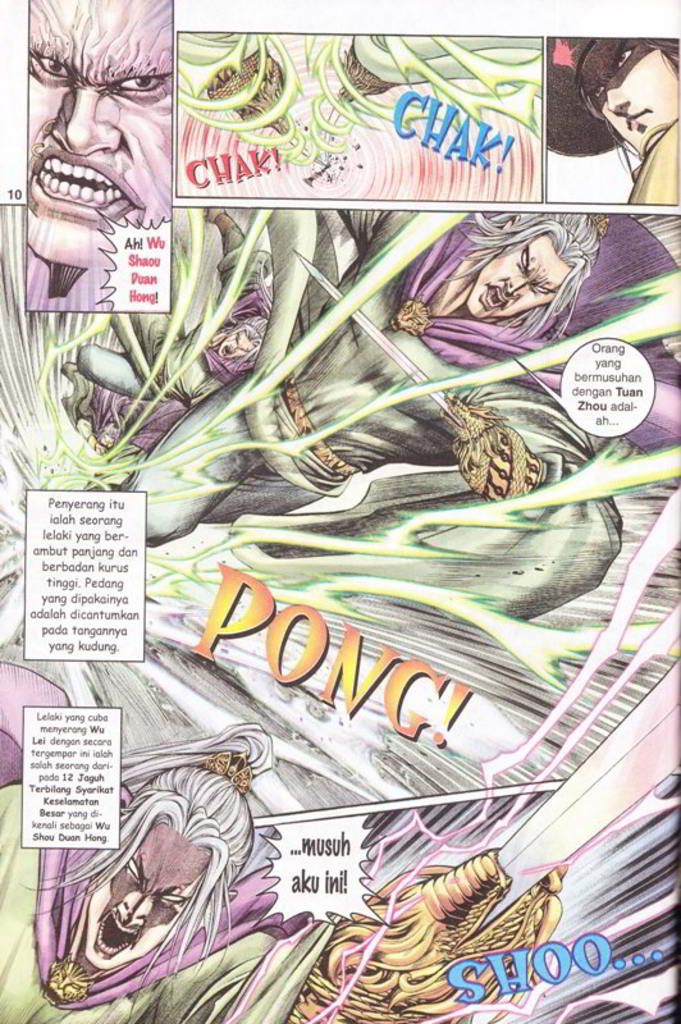 10
Ah! Wu
Shaou
Duan
Hong!
CHAK!
CHAK!
Orang
yang
bermusuhan
dengan Tuan
Zhou adal-
ah...
Penyerang itu
ialah seorang
lelaki yang ber-
ambut panjang dan
berbadan kurus
tinggi. Pedang
yang dipakainya
adalah dicantumkan
pada tangannya
yang kudung.
PONG!
Lelaki yang cuba
menyerang Wu
Lei dengan secara
tergempar ini ialah
salah seorang dari-
pada 12 Jaguh
Terbilang Syarikat
Keselamatan
Besar yang di-
kenali sebagai Wu
Shou Duan Hong.
...musuh
aku ini!
SHOO...